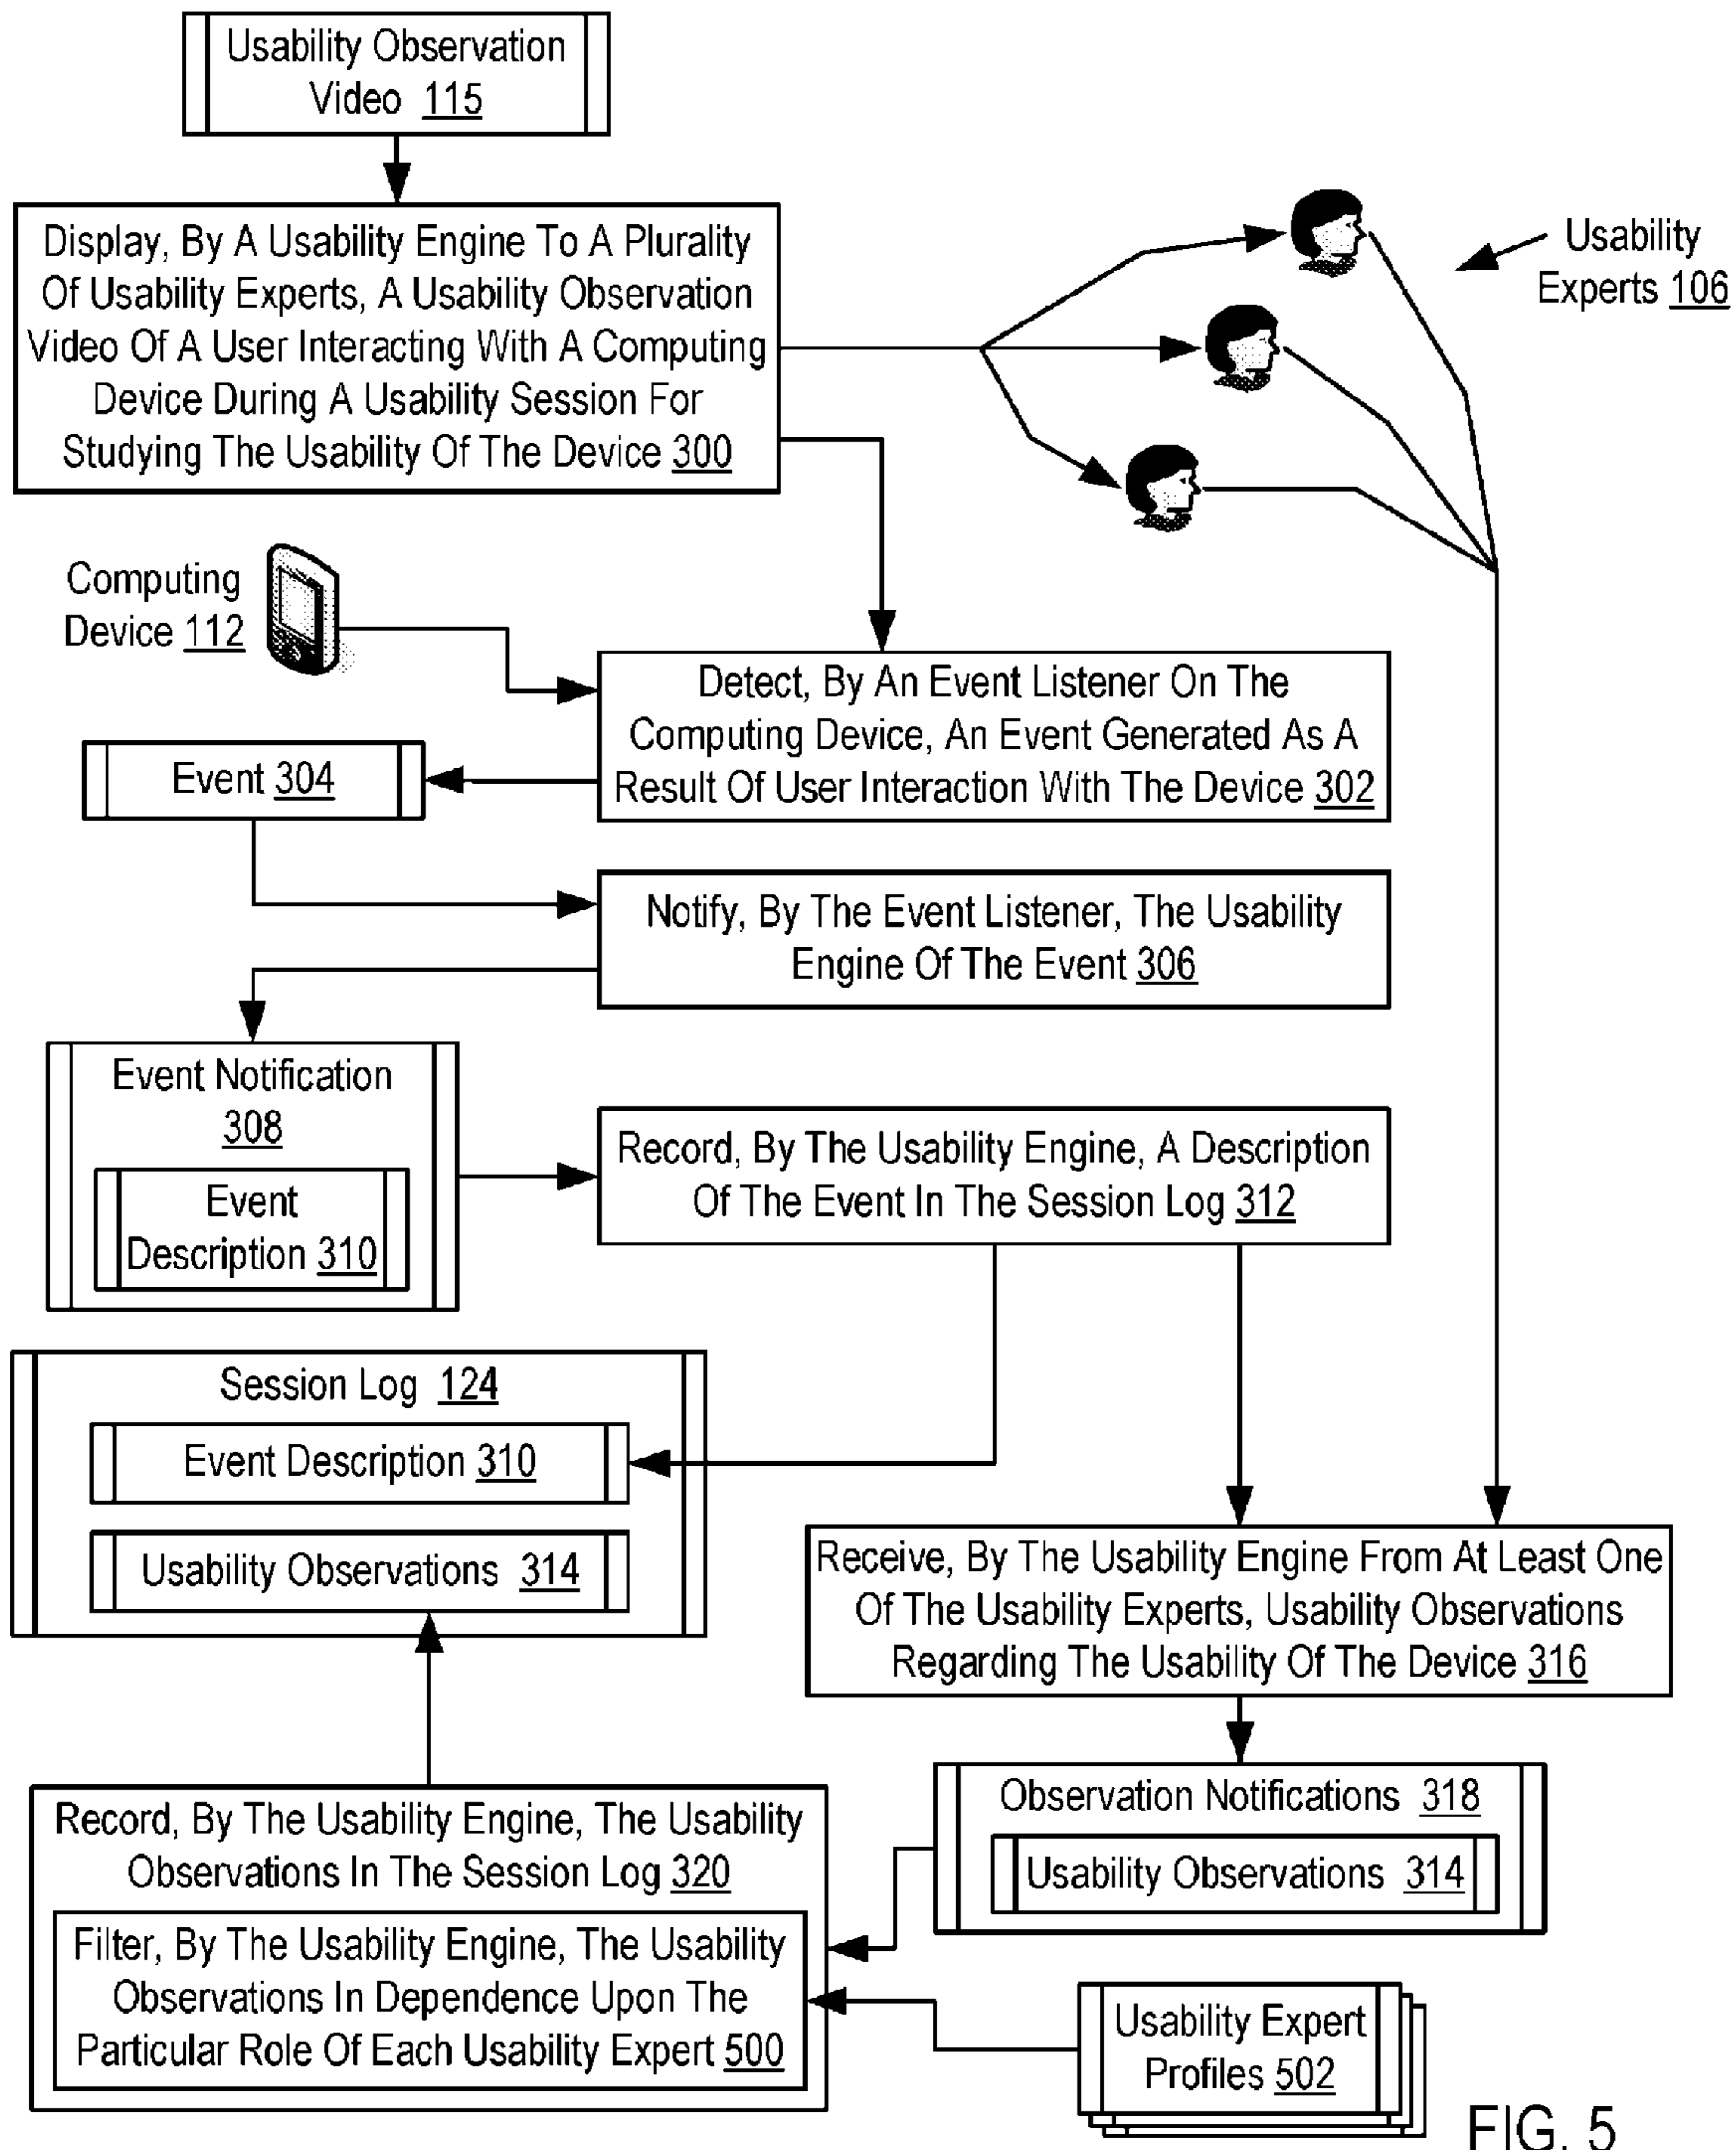 Usability Observation
Video 115
Display, By A Usability Engine To A Plurality
Of Usability Experts, A Usability Observation
Video Of A User Interacting With A Computing
Device During A Usability Session For
Studying The Usability Of The Device 300
Usability
Experts 106
Computing
Device 112
Detect, By An Event Listener On The
Computing Device, An Event Generated As A
Result Of User Interaction With The Device 302
Event 304
Notify, By The Event Listener, The Usability
Engine Of The Event 306
Event Notification
308
Event
Description 310
Record, By The Usability Engine, A Description
Of The Event In The Session Log 312
Session Log 124
Event Description 310
Usability Observations 314
Receive, By The Usability Engine From At Least One
Of The Usability Experts, Usability Observations
Regarding The Usability Of The Device 316
Observation Notifications 318
Usability Observations 314
Record, By The Usability Engine, The Usability
Observations In The Session Log 320
Filter, By The Usability Engine, The Usability
Observations In Dependence Upon The
Particular Role Of Each Usability Expert 500
Usability Expert
Profiles 502
FIG. 5